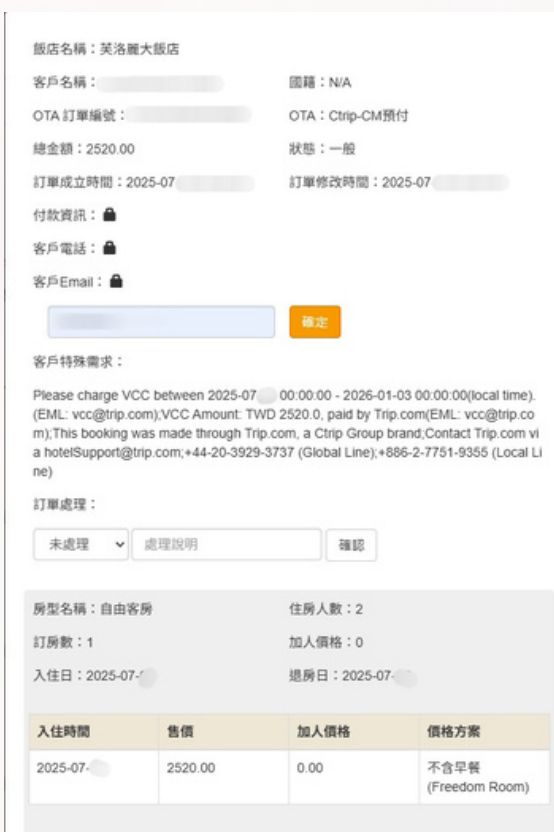 飯店名稱：芙洛麗大飯店
客戶名稱：
國籍：N/A
OTA 訂單編號：
OTA：Ctrip-CM預付
總金額：2520.00
狀態：一般
訂單成立時間：2025-07
訂單修改時間：2025-07
付款資訊：
客戶電話：
客戶Email：
確定
客戶特殊需求：
Please charge VCC between 2025-07 00:00:00 - 2026-01-03 00:00:00(local time).
(EML: vcc@trip.com);VCC Amount: TWD 2520.0, paid by Trip.com(EML: vcc@trip.co
m);This booking was made through Trip.com, a Ctrip Group brand;Contact Trip.com vi
a hotelSupport@trip.com;+44-20-3929-3737 (Global Line);+886-2-7751-9355 (Local Li
ne)
訂單處理：
未處理
處理說明
確認
房型名稱：自由客房
住房人數：2
訂房數：1
加人價格：0
入住日：2025-07-
退房日：2025-07-
入住時間 售價 加人價格 價格方案
2025-07- 2520.00 0.00 不含早餐
(Freedom Room)